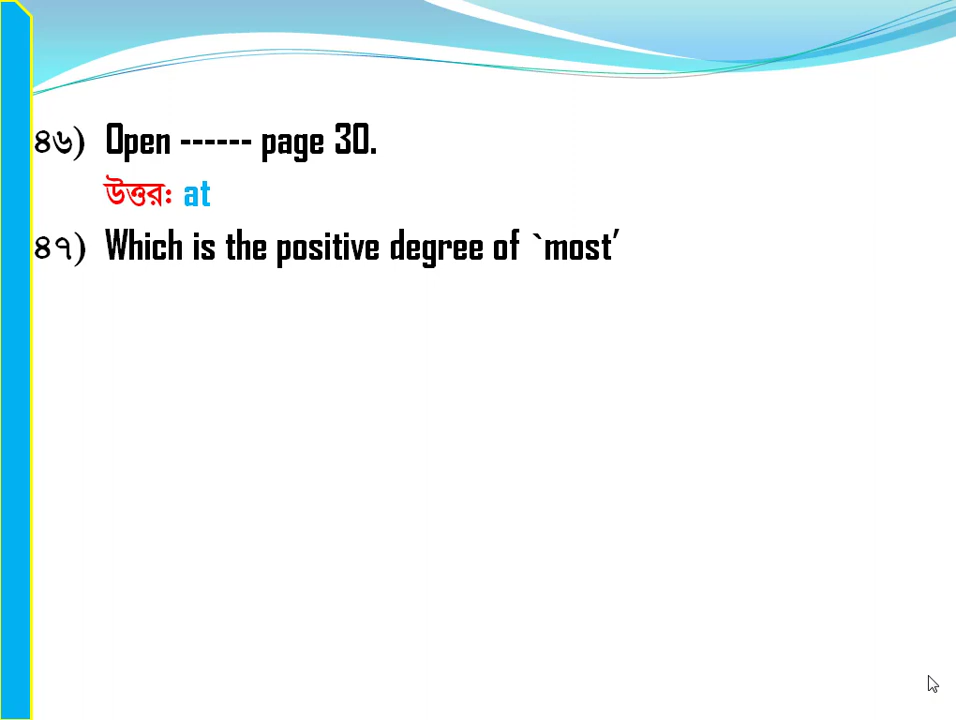 ৪৬) Open ------ page 30.
উত্তর: at
৪৭) Which is the positive degree of `most’